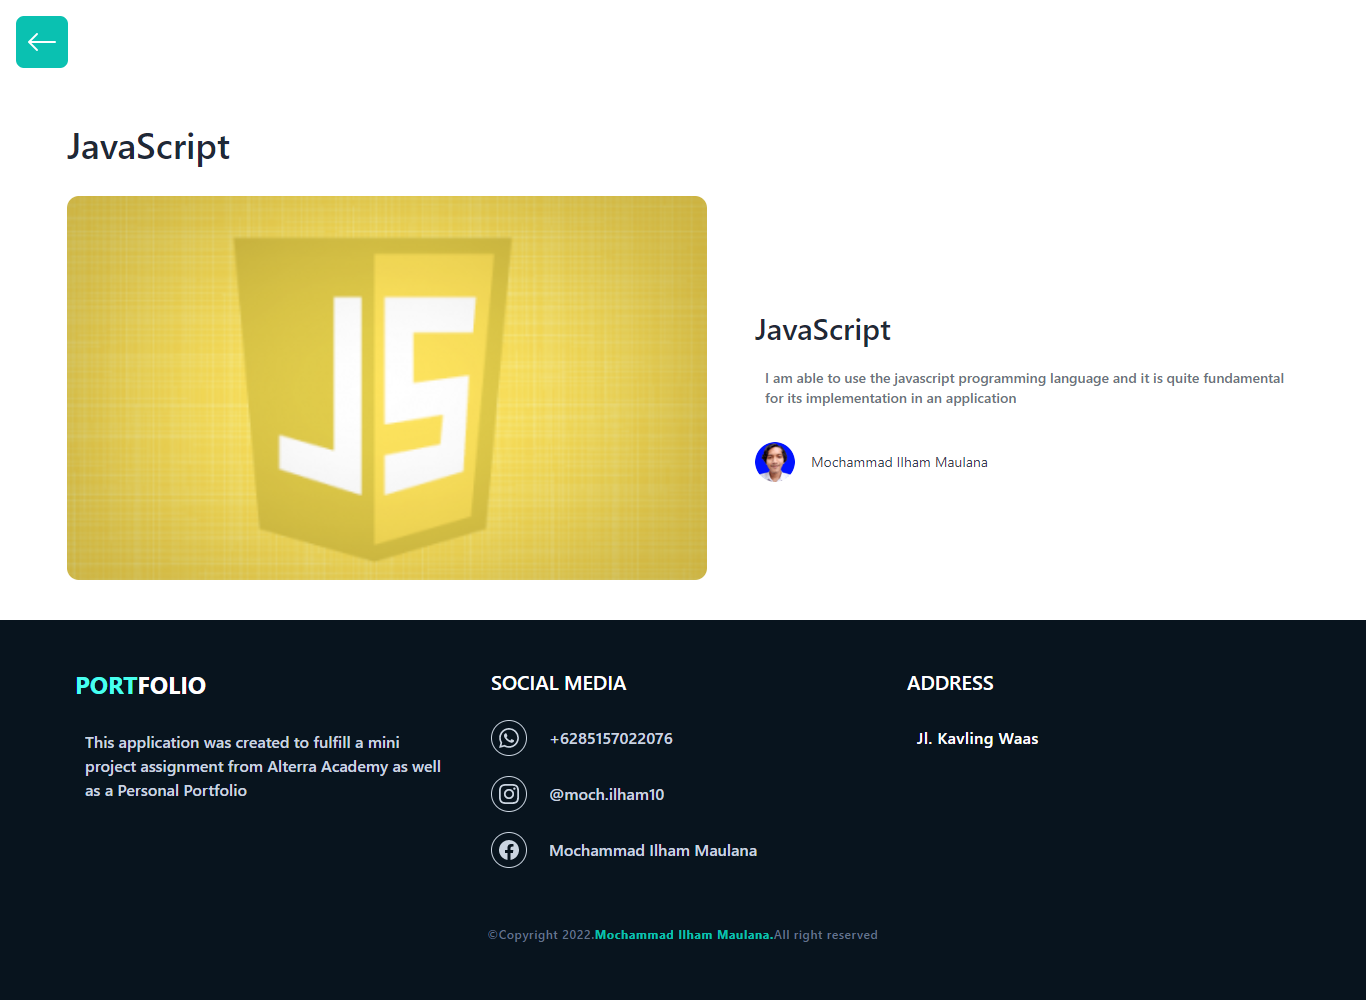 JavaScript
JS
JavaScript
I am able to use the javascript programming language and it is quite fundamental
for its implementation in an application
Mochammad Ilham Maulana
PORTFOLIO
This application was created to fulfill a mini
project assignment from Alterra Academy as well
as a Personal Portfolio
SOCIAL MEDIA
+6285157022076
@moch.ilham10
Mochammad Ilham Maulana
ADDRESS
Jl. Kavling Waas
©Copyright 2022.Mochammad Ilham Maulana.All right reserved